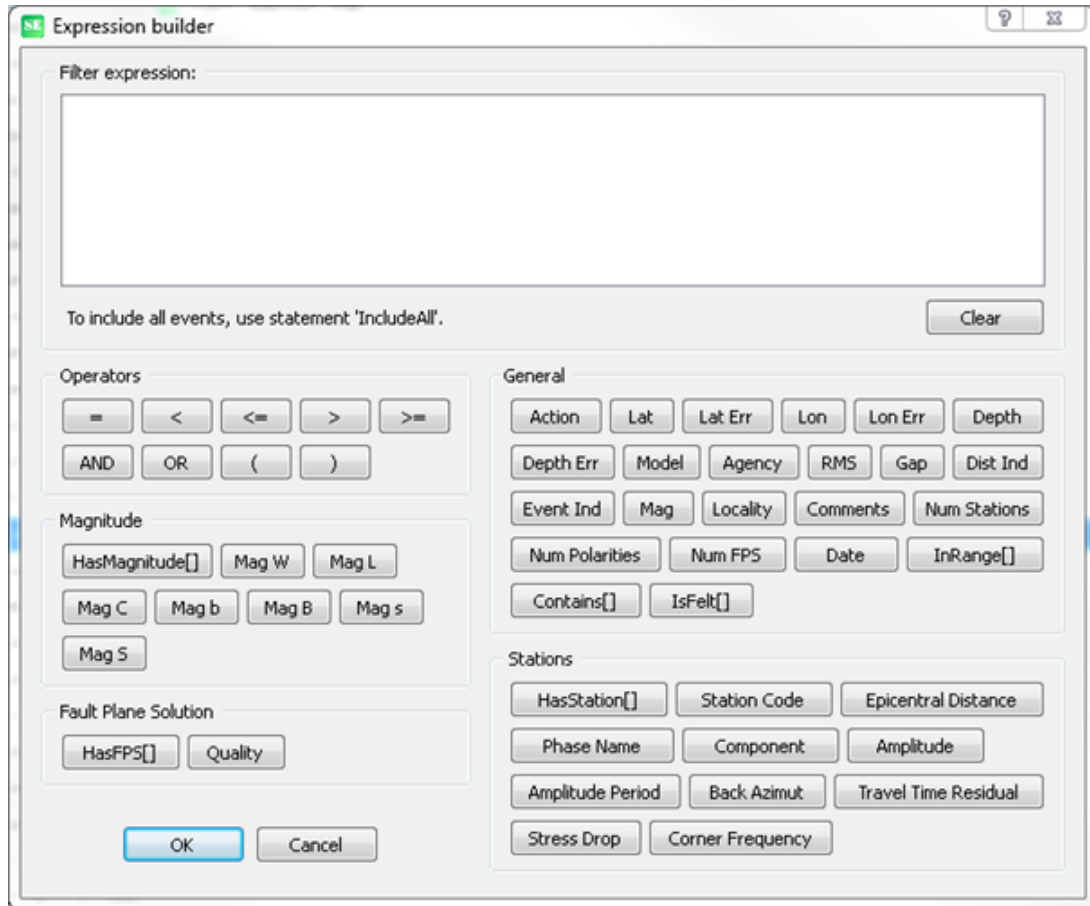 SE Expression builder
Filter expression:
To include all events, use statement 'IncludeAll'.
Clear
Operators
= < <= > >=
AND OR ( )
Magnitude
HasMagnitude[] Mag W Mag L
Mag C Mag b Mag B Mag s
Mag S
Fault Plane Solution
HasFPS[] Quality
OK Cancel
General
Action Lat Lat Err Lon Lon Err Depth
Depth Err Model Agency RMS Gap Dist Ind
Event Ind Mag Locality Comments Num Stations
Num Polarities Num FPS Date InRange[]
Contains[] IsFelt[]
Stations
HasStation[] Station Code Epicentral Distance
Phase Name Component Amplitude
Amplitude Period Back Azimut Travel Time Residual
Stress Drop Corner Frequency